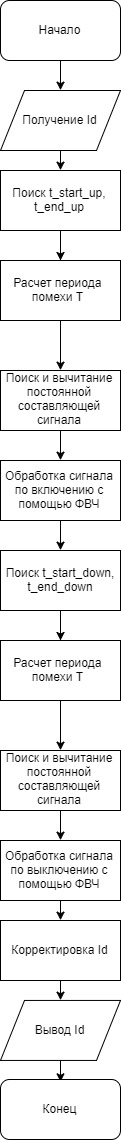 Начало
Получение Id
Поиск t_start_up,
t_end_up
Расчет периода
помехи T
Поиск и вычитание
постоянной
составляющей
сигнала
Обработка сигнала
по включению с
помощью ФВЧ
Поиск t_start_down,
t_end_down
Расчет периода
помехи T
Поиск и вычитание
постоянной
составляющей
сигнала
Обработка сигнала
по выключению с
помощью ФВЧ
Корректировка Id
Вывод Id
Конец